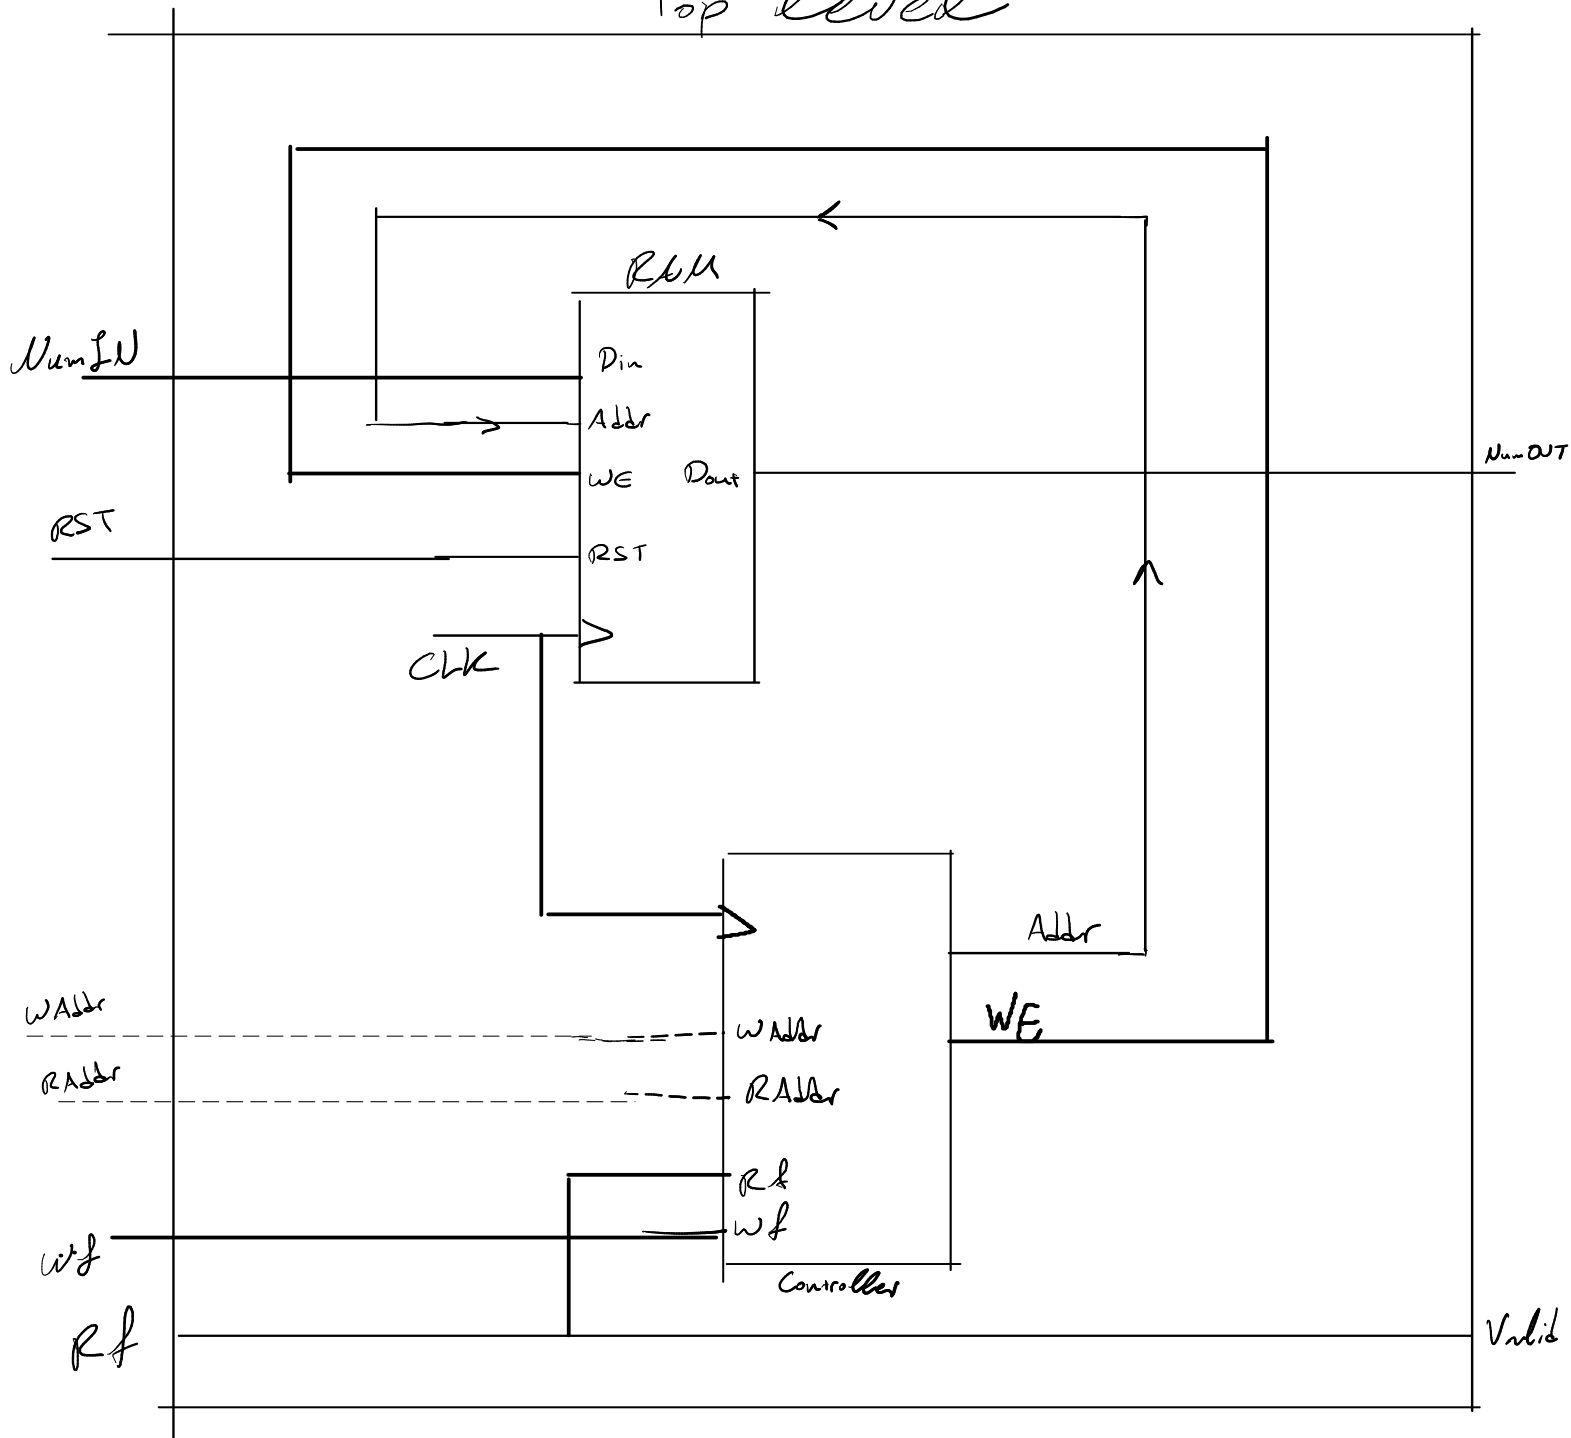 Top Level
RAM
NumIN
Din
Addr
WE
Dout
NumOUT
RST
RST
CLK
Addr
WE
WAddr
WAddr
RAddr
RAddr
Rf
Wf
Wf
Controller
Rf
Valid